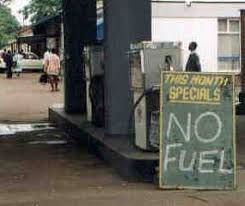 THIS MONTH
SPECIALS
NO
FUEL